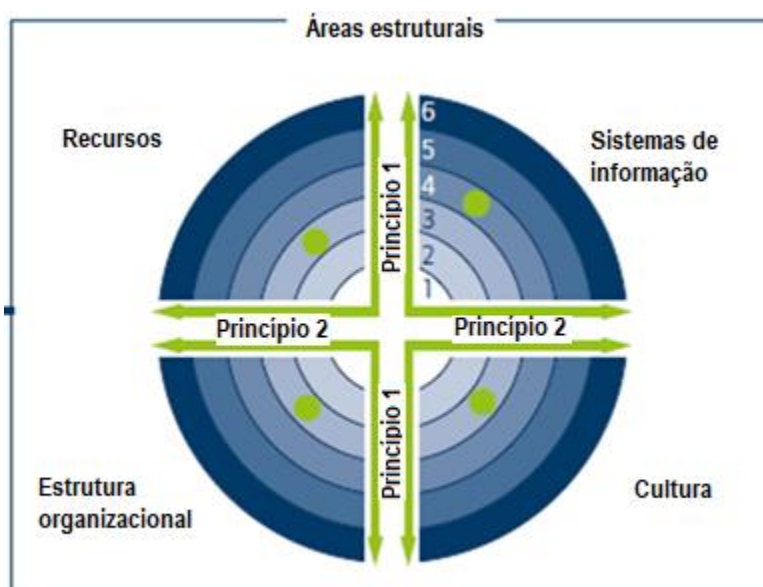 Áreas estruturais
Recursos
Sistemas de
informação
6
5
4
3
2
1
Princípio 1
Princípio 2
Princípio 2
Princípio 1
Estrutura
organizacional
Cultura